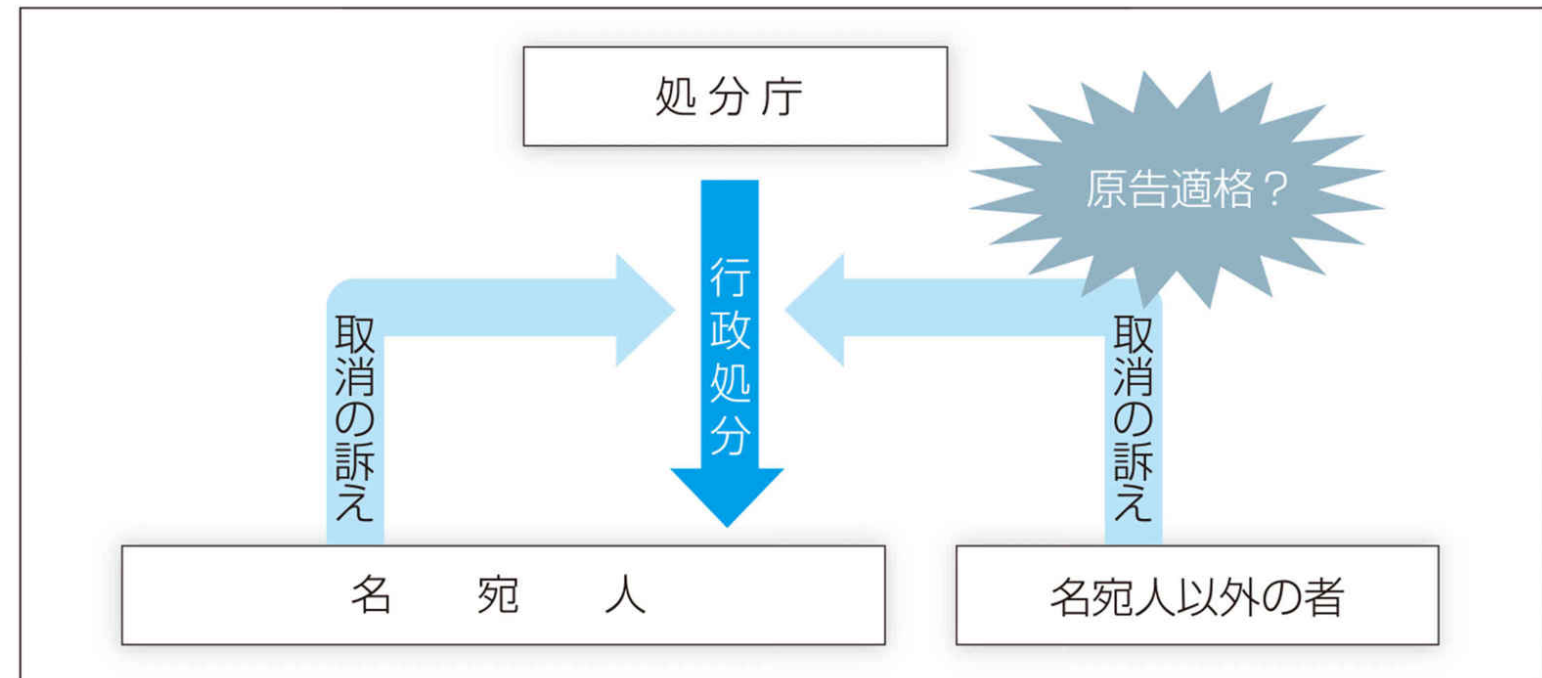 処分庁
原告適格？
行政処分
取消の訴え
取消の訴え
名宛人
名宛人以外の者